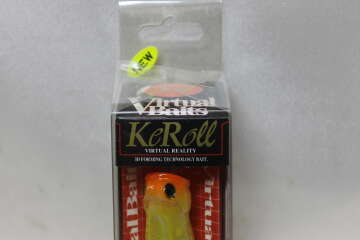 NEW
Virtual
Baits
KeRoll
VIRTUAL REALITY
3D FORMING TECHNOLOGY BAIT.